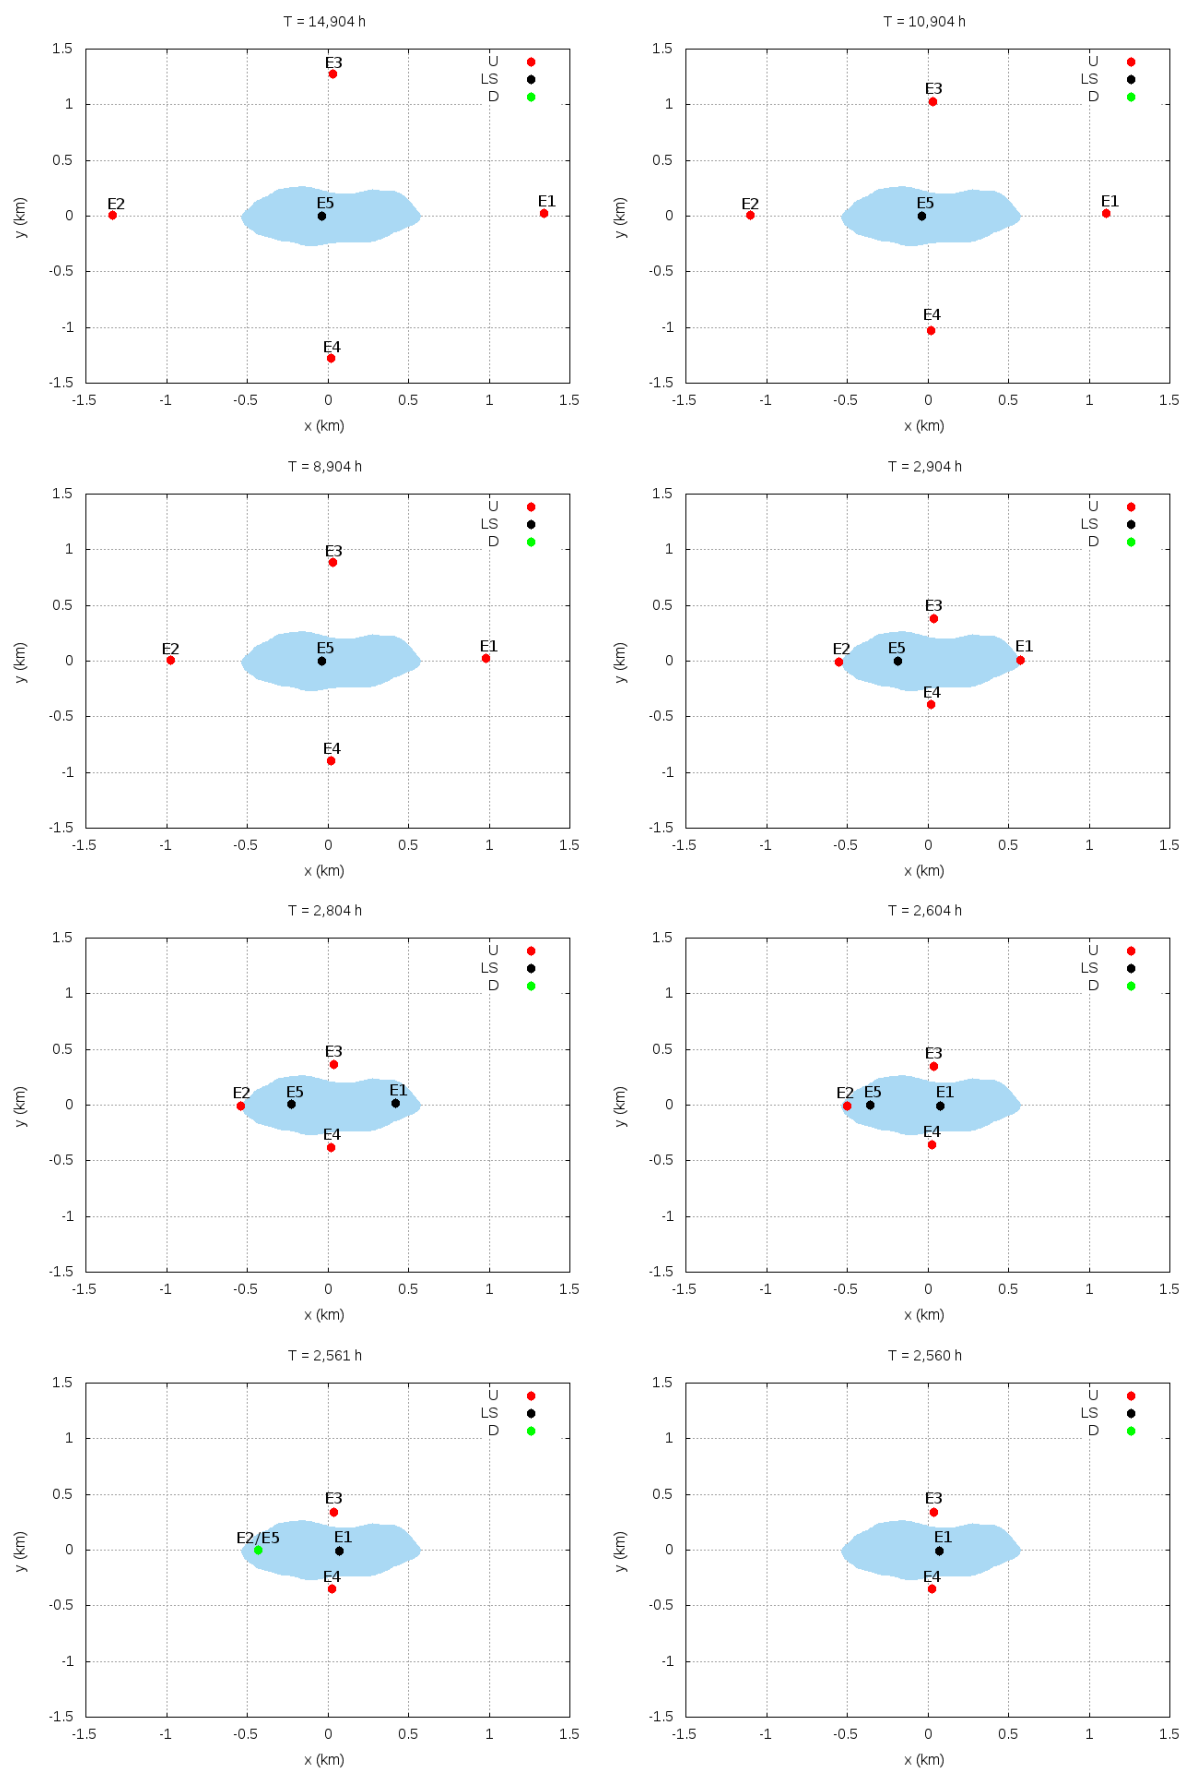 T = 14,904 h
U
LS
D
1.5
1
0.5
0
-0.5
-1
-1.5
y (km)
E3
E2
E5
E1
E4
-1.5 -1 -0.5 0 0.5 1 1.5
x (km)
T = 10,904 h
U
LS
D
1.5
1
0.5
0
-0.5
-1
-1.5
y (km)
E3
E2
E5
E1
E4
-1.5 -1 -0.5 0 0.5 1 1.5
x (km)
T = 8,904 h
U
LS
D
1.5
1
0.5
0
-0.5
-1
-1.5
y (km)
E3
E2
E5
E1
E4
-1.5 -1 -0.5 0 0.5 1 1.5
x (km)
T = 2,904 h
U
LS
D
1.5
1
0.5
0
-0.5
-1
-1.5
y (km)
E3
E2
E5
E1
E4
-1.5 -1 -0.5 0 0.5 1 1.5
x (km)
T = 2,804 h
U
LS
D
1.5
1
0.5
0
-0.5
-1
-1.5
y (km)
E3
E2
E5
E1
E4
-1.5 -1 -0.5 0 0.5 1 1.5
x (km)
T = 2,604 h
U
LS
D
1.5
1
0.5
0
-0.5
-1
-1.5
y (km)
E3
E2
E5
E1
E4
-1.5 -1 -0.5 0 0.5 1 1.5
x (km)
T = 2,561 h
U
LS
D
1.5
1
0.5
0
-0.5
-1
-1.5
y (km)
E3
E2/E5
E1
E4
-1.5 -1 -0.5 0 0.5 1 1.5
x (km)
T = 2,560 h
U
LS
D
1.5
1
0.5
0
-0.5
-1
-1.5
y (km)
E3
E1
E4
-1.5 -1 -0.5 0 0.5 1 1.5
x (km)